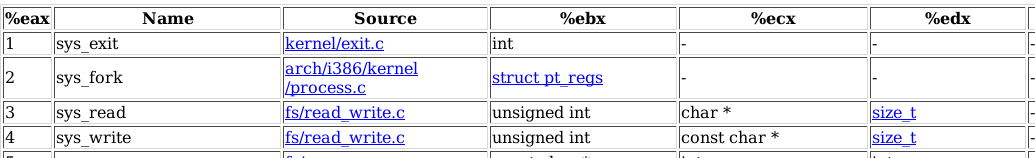 %eax Name Source %ebx %ecx %edx
1 sys_exit kernel/exit.c int - -
2 sys_fork arch/i386/kernel
/process.c struct pt_regs - -
3 sys_read fs/read_write.c unsigned int char * size_t
4 sys_write fs/read_write.c unsigned int const char * size_t